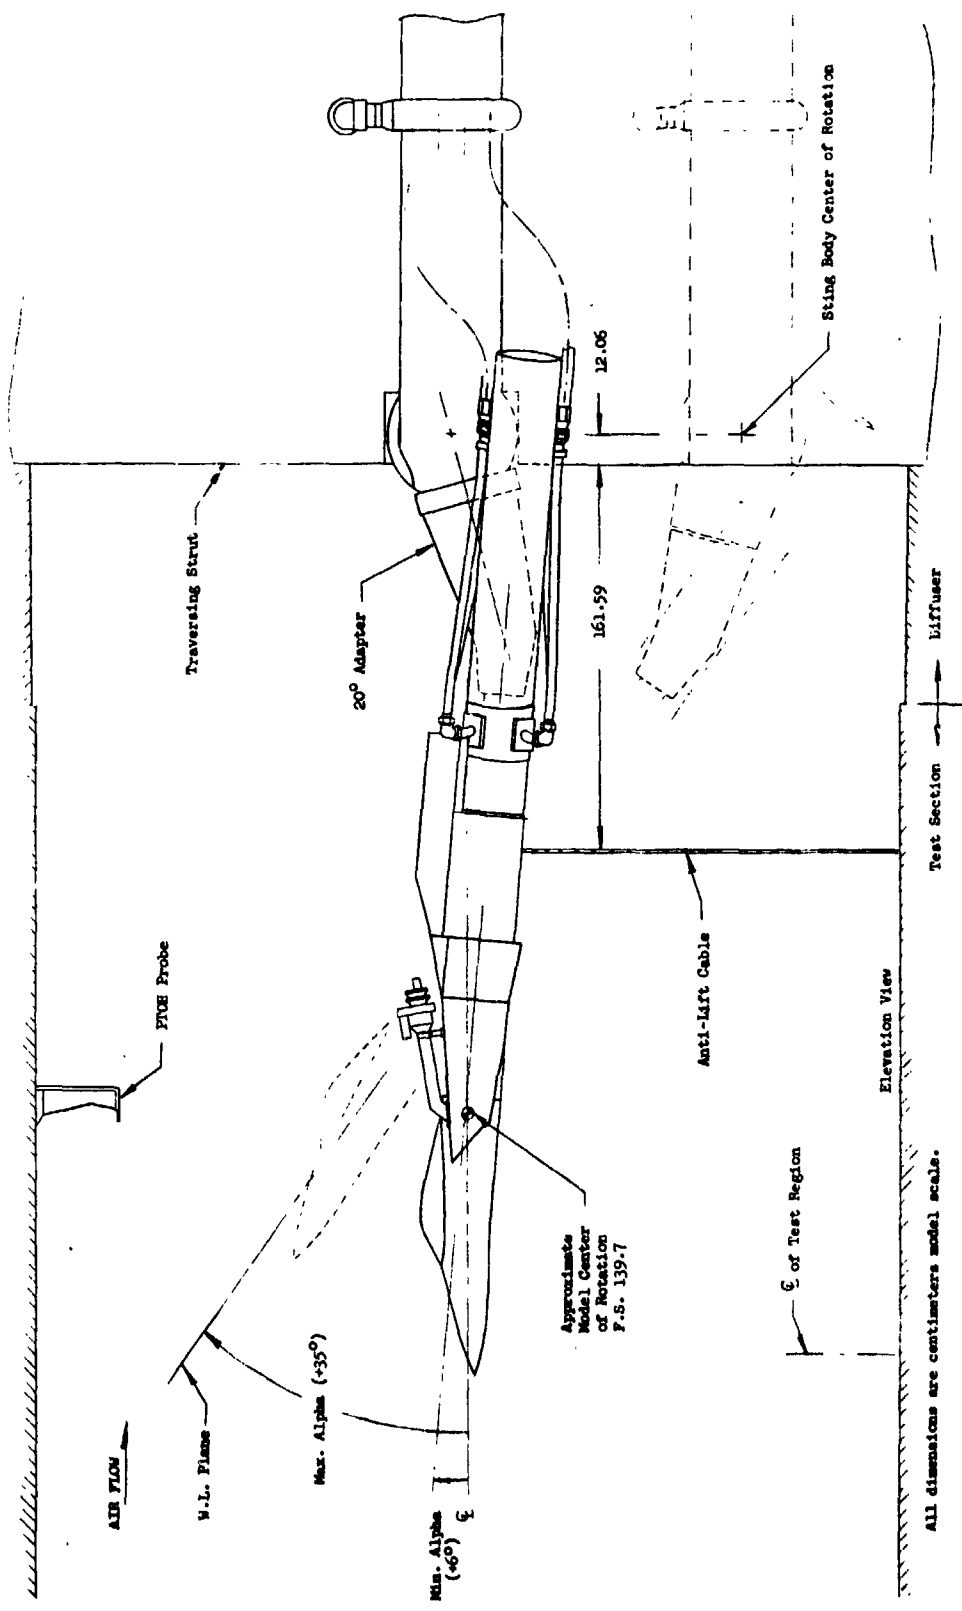 AIR FLOW
W.L. Plane
Max. Alpha (+35°)
Min. Alpha
(+6°)
℄
PTOH Probe
Traversing Strut
20° Adapter
12.06
161.59
Sting Body Center of Rotation
Approximate
Model Center
of Rotation
F.S. 139.7
Anti-Lift Cable
℄ of Test Region
Elevation View
Test Section
Diffuser
All dimensions are centimeters model scale.